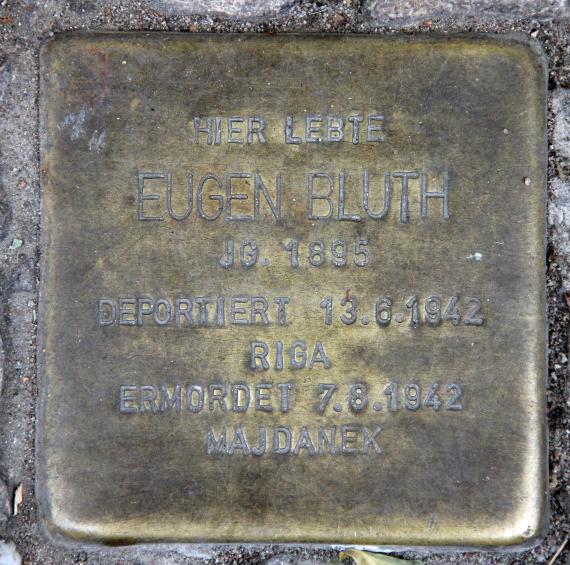 HIER LEBTE
EUGEN BLUTH
JG. 1895
DEPORTIERT 13.6.1942
RIGA
ERMORDET 7.8.1942
MAJDANEK